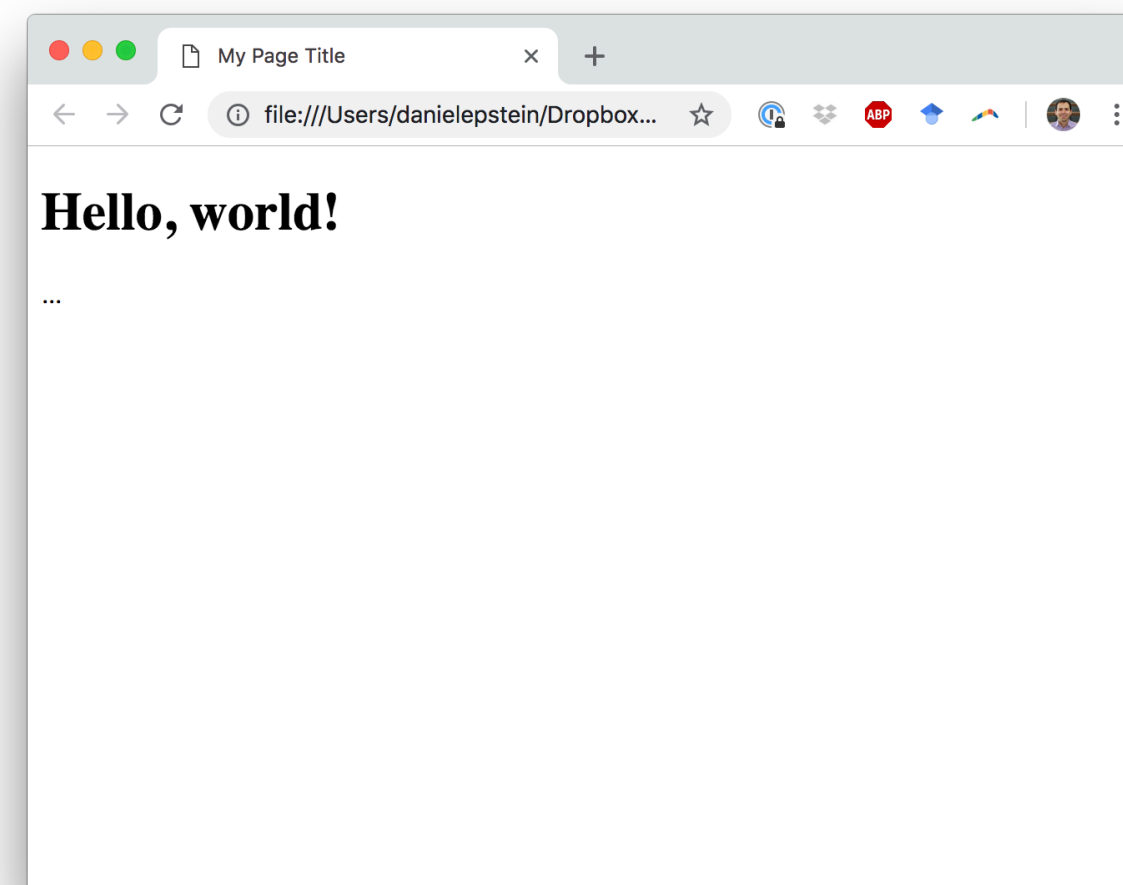 My Page Title
file:///Users/danielepstein/Dropbox...
ABP
Hello, world!
...